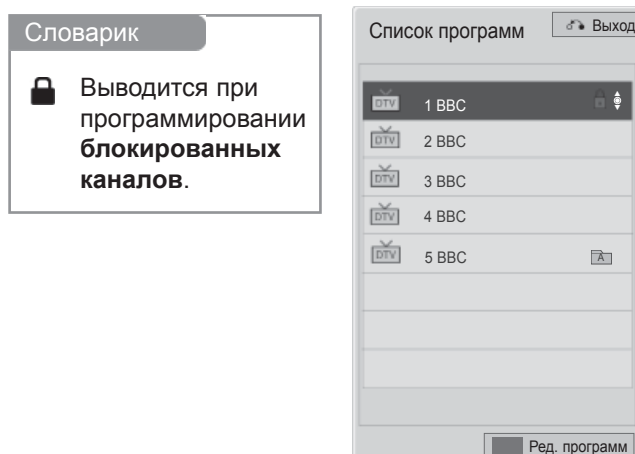 Словарик
Выводится при
программировании
блокированных
каналов.
Список программ
Выход
DTV 1 BBC
DTV 2 BBC
DTV 3 BBC
DTV 4 BBC
DTV 5 BBC A
Ред. программ